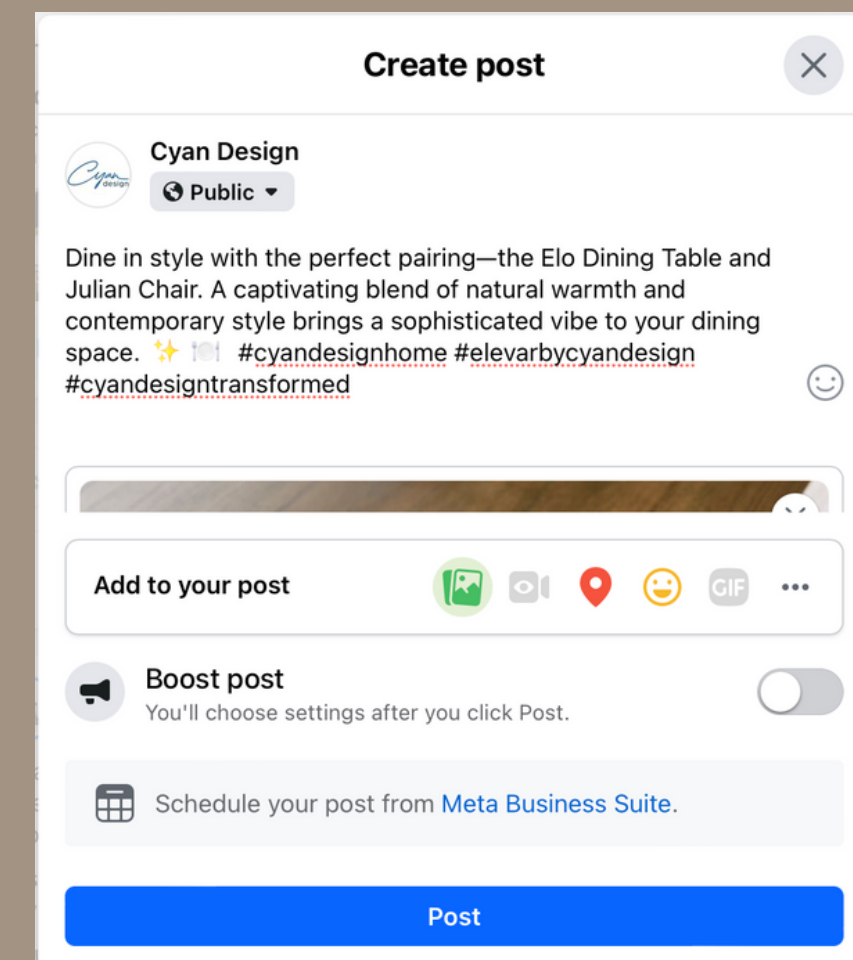 Create post
Cyan Design
Cyan
design
Public
Dine in style with the perfect pairing—the Elo Dining Table and
Julian Chair. A captivating blend of natural warmth and
contemporary style brings a sophisticated vibe to your dining
space. ✨ 🍽️ #cyandesignhome #elevarbycyandesign
#cyandesigntransformed
Add to your post
GIF
Boost post
You'll choose settings after you click Post.
Schedule your post from Meta Business Suite.
Post